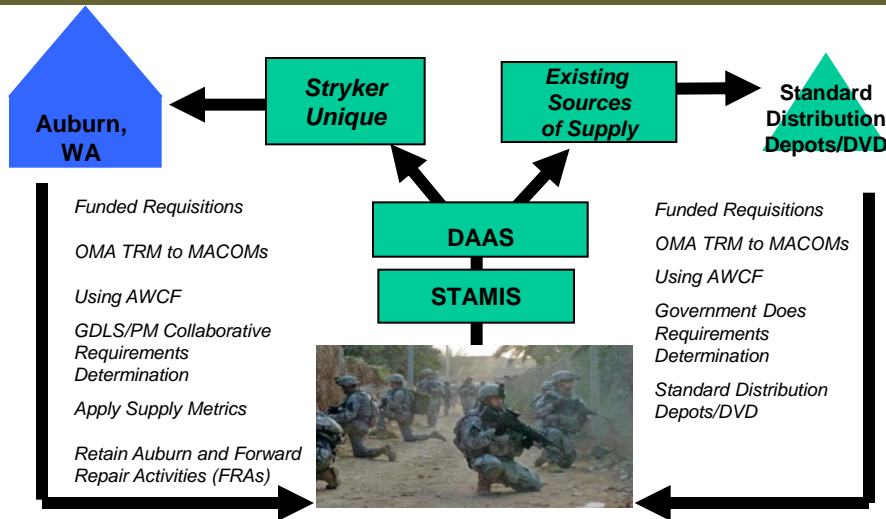 Stryker
Unique
Existing
Sources
of Supply
Auburn,
WA
Standard
Distribution
Depots/DVD
DAAS
STAMIS
Funded Requisitions
OMA TRM to MACOMs
Using AWCF
GDLS/PM Collaborative
Requirements
Determination
Apply Supply Metrics
Retain Auburn and Forward
Repair Activities (FRAs)
Funded Requisitions
OMA TRM to MACOMs
Using AWCF
Government Does
Requirements
Determination
Standard Distribution
Depots/DVD